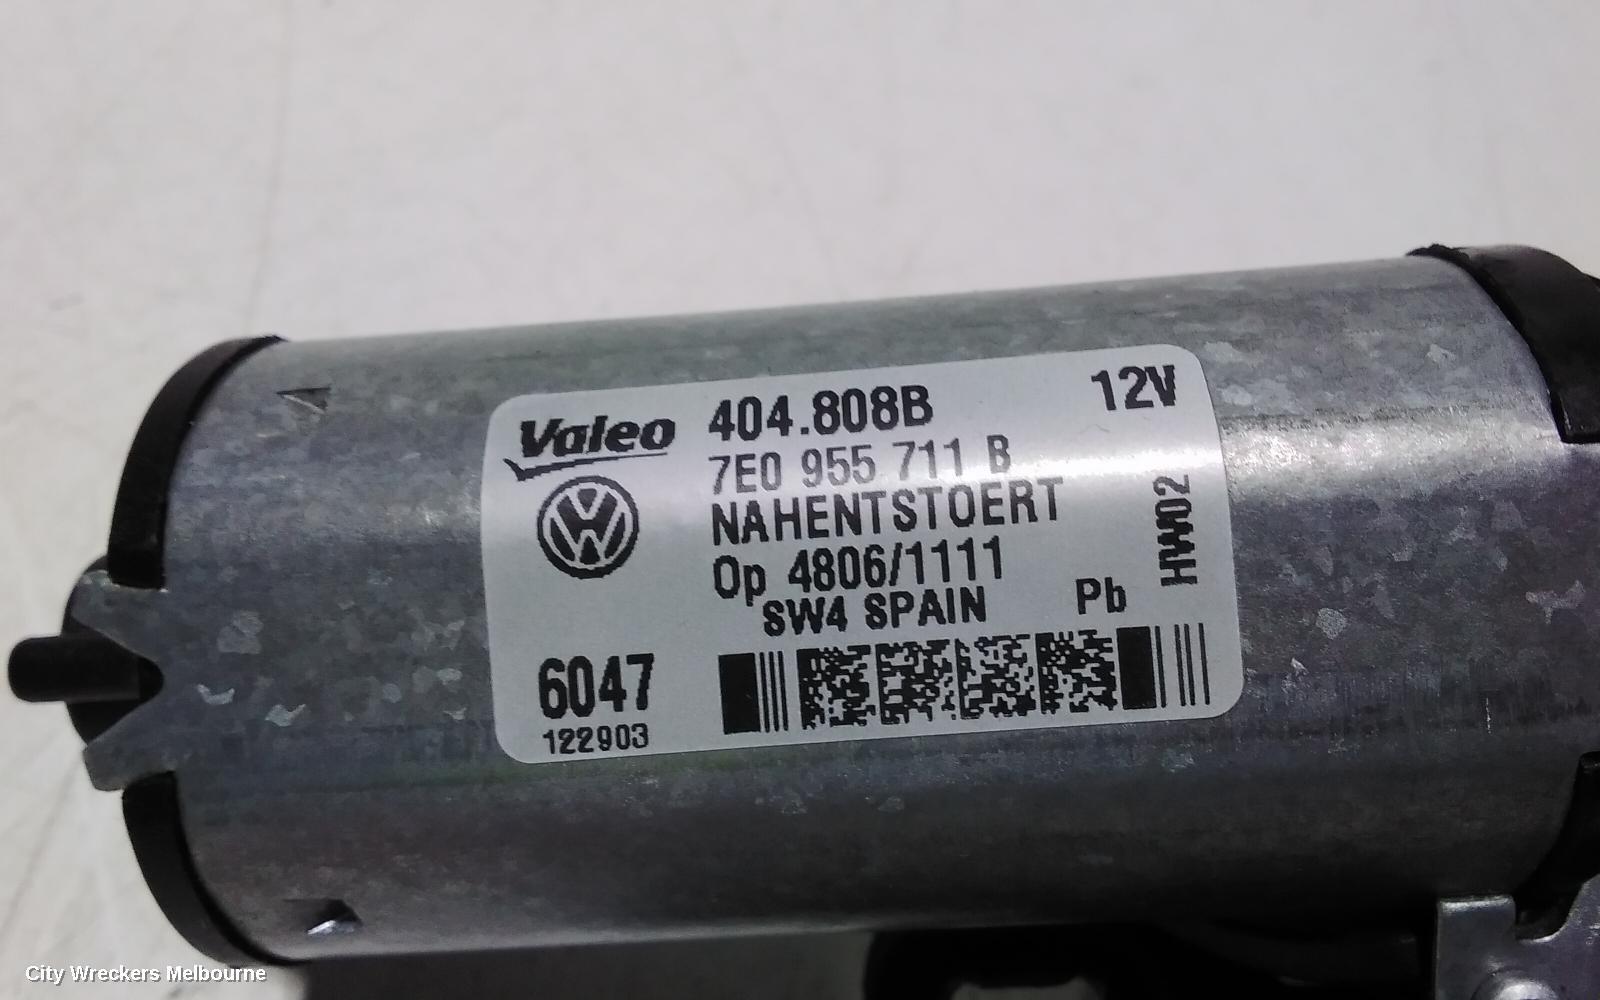 Valeo 404.808B 12V
7E0 955 711 B
NAHENTSTOERT
Op 4806/1111
SW4 SPAIN Pb
HW02
6047
122903
City Wreckers Melbourne